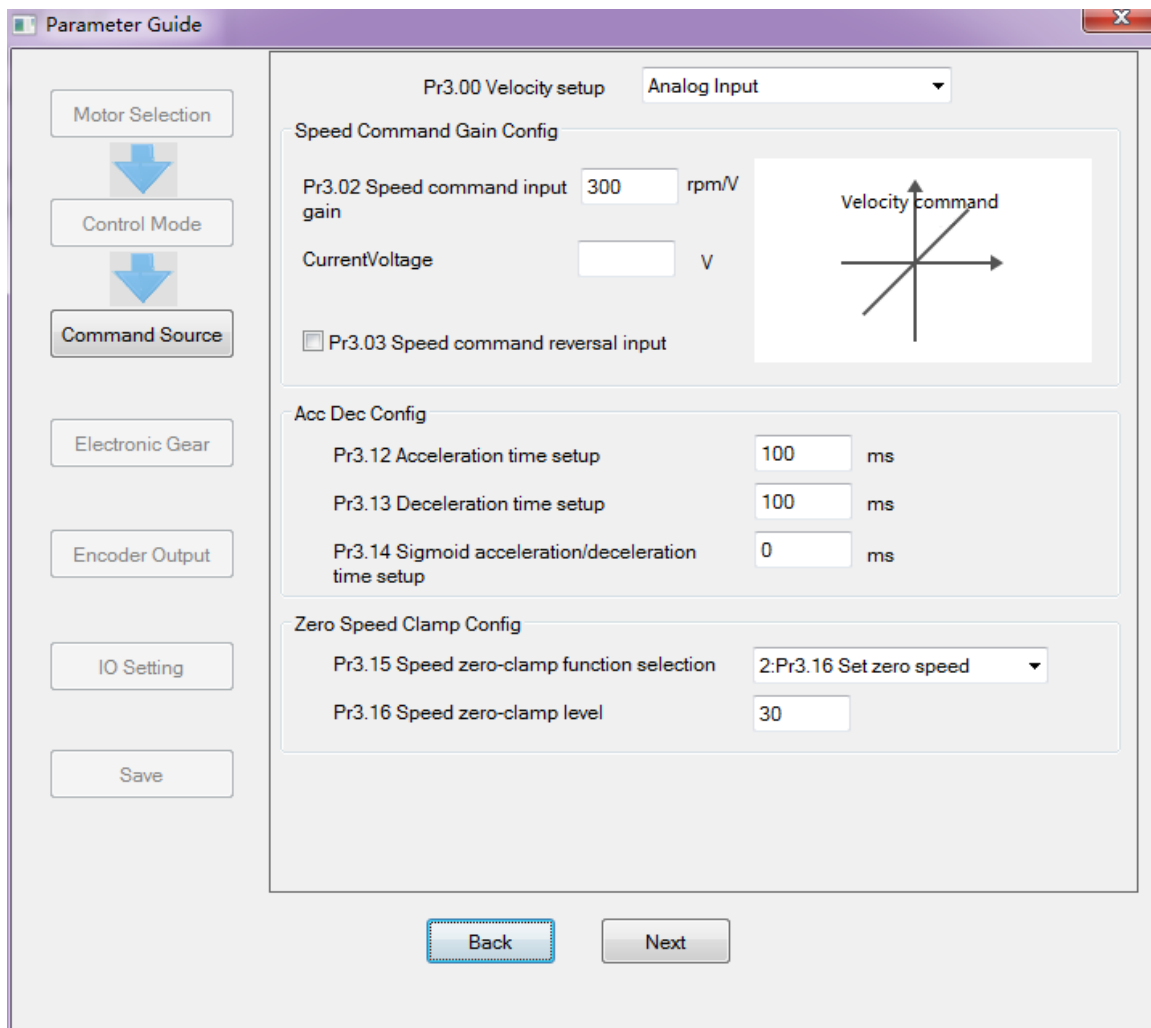 Parameter Guide
X
Motor Selection
Control Mode
Command Source
Electronic Gear
Encoder Output
IO Setting
Save
Pr3.00 Velocity setup Analog Input
Speed Command Gain Config
Pr3.02 Speed command input 300 rpm/V
gain
CurrentVoltage V
Pr3.03 Speed command reversal input
Velocity command
Acc Dec Config
Pr3.12 Acceleration time setup 100 ms
Pr3.13 Deceleration time setup 100 ms
Pr3.14 Sigmoid acceleration/deceleration 0 ms
time setup
Zero Speed Clamp Config
Pr3.15 Speed zero-clamp function selection 2:Pr3.16 Set zero speed
Pr3.16 Speed zero-clamp level 30
Back Next